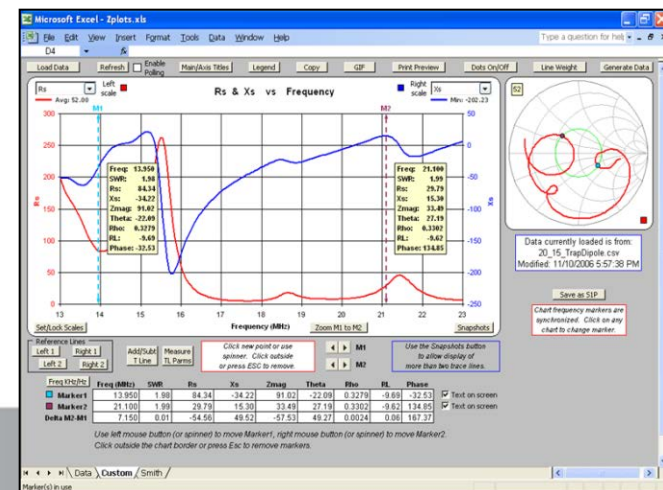 Microsoft Excel - Zplots.xls
File Edit View Insert Format Tools Data Window Help
Type a question for help
D4 fx
Load Data Refresh Enable Polling Main/Axis Titles Legend Copy GIF Print Preview Dots On/Off Line Weight Generate Data
Rs Left scale Rs & Xs vs Frequency Right scale Xs
Avg: 52.00 Min: -202.23
M1 M2
300 50
250 0
200 -50
150 -100
100 -150
50 -200
0 -250
Rs Xs
Freq: 13.950
SWR: 1.98
Rs: 84.34
Xs: -34.22
Zmag: 91.02
Theta: -22.09
Rho: 0.3279
RL: -9.69
Phase: -32.53
Freq: 21.100
SWR: 1.99
Rs: 29.79
Xs: 15.30
Zmag: 33.49
Theta: 27.19
Rho: 0.3302
RL: -9.62
Phase: 134.85
13 14 15 16 17 18 19 20 21 22 23
Set/Lock Scales Frequency (MHz) Zoom M1 to M2 Snapshots
52
Data currently loaded is from:
20_15_TrapDipole.csv
Modified: 11/10/2006 5:57:38 PM
Save as S1P
Chart frequency markers are
synchronized. Click on any
chart to change marker.
Reference Lines
Left 1 Right 1
Left 2 Right 2
Add/Subt T Line
Measure TL Parms
Click new point or use
spinner. Click outside
or press ESC to remove.
M1
M2
Use the Snapshots button
to allow display of
more than two trace lines.
Freq KHz/Hz Freq (MHz) SWR Rs Xs Zmag Theta Rho RL Phase
Marker1 13.950 1.98 84.34 -34.22 91.02 -22.09 0.3279 -9.69 -32.53 Text on screen
Marker2 21.100 1.99 29.79 15.30 33.49 27.19 0.3302 -9.62 134.85 Text on screen
Delta M2-M1 7.150 0.01 -54.56 49.52 -57.53 49.27 0.0024 0.06 167.37
Use left mouse button (or spinner) to move Marker1, right mouse button (or spinner) to move Marker2.
Click outside the chart border or press Esc to remove markers.
Data Custom Smith
Marker(s) in use